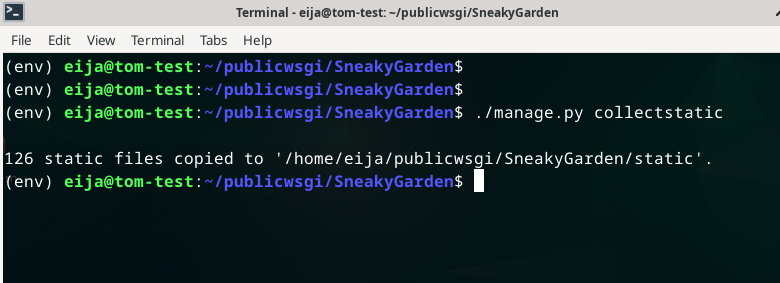 Terminal - eija@tom-test: ~/publicwsgi/SneakyGarden
File Edit View Terminal Tabs Help
(env) eija@tom-test:~/publicwsgi/SneakyGarden$
(env) eija@tom-test:~/publicwsgi/SneakyGarden$
(env) eija@tom-test:~/publicwsgi/SneakyGarden$ ./manage.py collectstatic
126 static files copied to '/home/eija/publicwsgi/SneakyGarden/static'.
(env) eija@tom-test:~/publicwsgi/SneakyGarden$